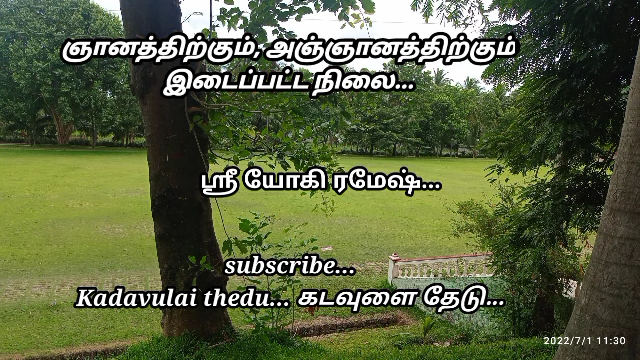 ஞானத்திற்கும், அஞ்ஞானத்திற்கும்
இடைப்பட்ட நிலை...
ஸ்ரீ யோகி ரமேஷ்...
subscribe...
Kadavulai thedu... கடவுளை தேடு...
2022/7/1 11:30